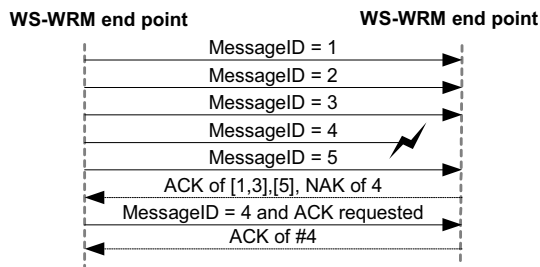 WS-WRM end point WS-WRM end point
MessageID = 1
MessageID = 2
MessageID = 3
MessageID = 4
MessageID = 5
ACK of [1,3],[5], NAK of 4
MessageID = 4 and ACK requested
ACK of #4